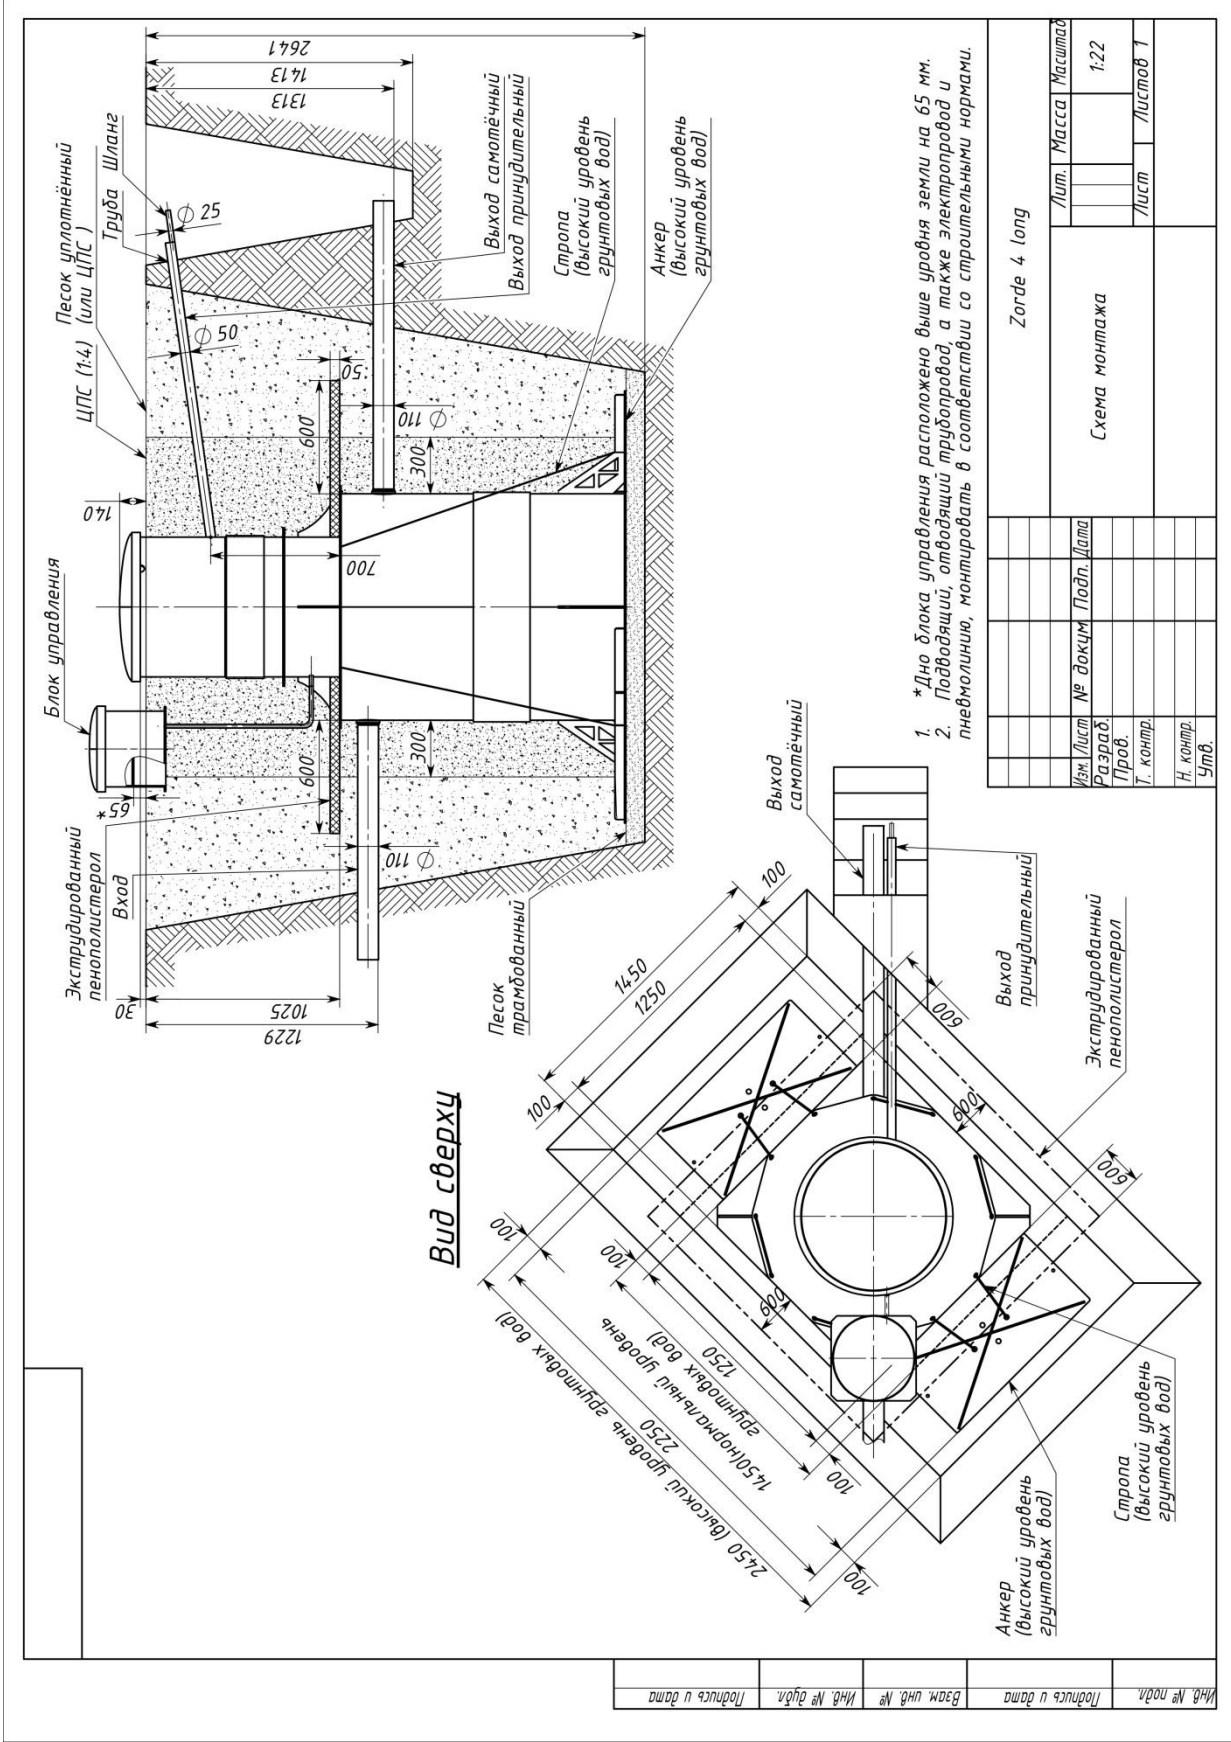 Блок управления
140
ЦПС (1:4)
Песок уплотнённый
(или ЦПС )
Труба
Шланг
∅ 25
∅ 50
2641
1413
1313
Выход самотёчный
Выход принудительный
Стропа
(высокий уровень
грунтовых вод)
Анкер
(высокий уровень
грунтовых вод)
Экструдированный
пенополистерол
Вход
65*
30
1025
1229
600
600
50
700
300
300
∅ 110
∅ 110
Песок
трамбованный
Вид сверху
1450
1250
100
100
100
100
100
100
600
600
600
600
1250
1450(нормальный уровень
грунтовых вод)
2250
2450 (высокий уровень грунтовых вод)
Выход
самотёчный
Выход
принудительный
Экструдированный
пенополистерол
Стропа
(высокий уровень
грунтовых вод)
Анкер
(высокий уровень
грунтовых вод)
1. *Дно блока управления расположено выше уровня земли на 65 мм.
2. Подводящий, отводящий трубопровод, а также электропровод и
пневмолинию, монтировать в соответствии со строительными нормами.
Zorde 4 long
Схема монтажа
Лит. Масса Масштаб
1:22
Лист Листов 1
Изм. Лист № докум. Подп. Дата
Разраб.
Пров.
Т. контр.
Н. контр.
Утв.
Подпись и дата
Инв. № дубл.
Взам. инв. №
Подпись и дата
Инв. № подл.